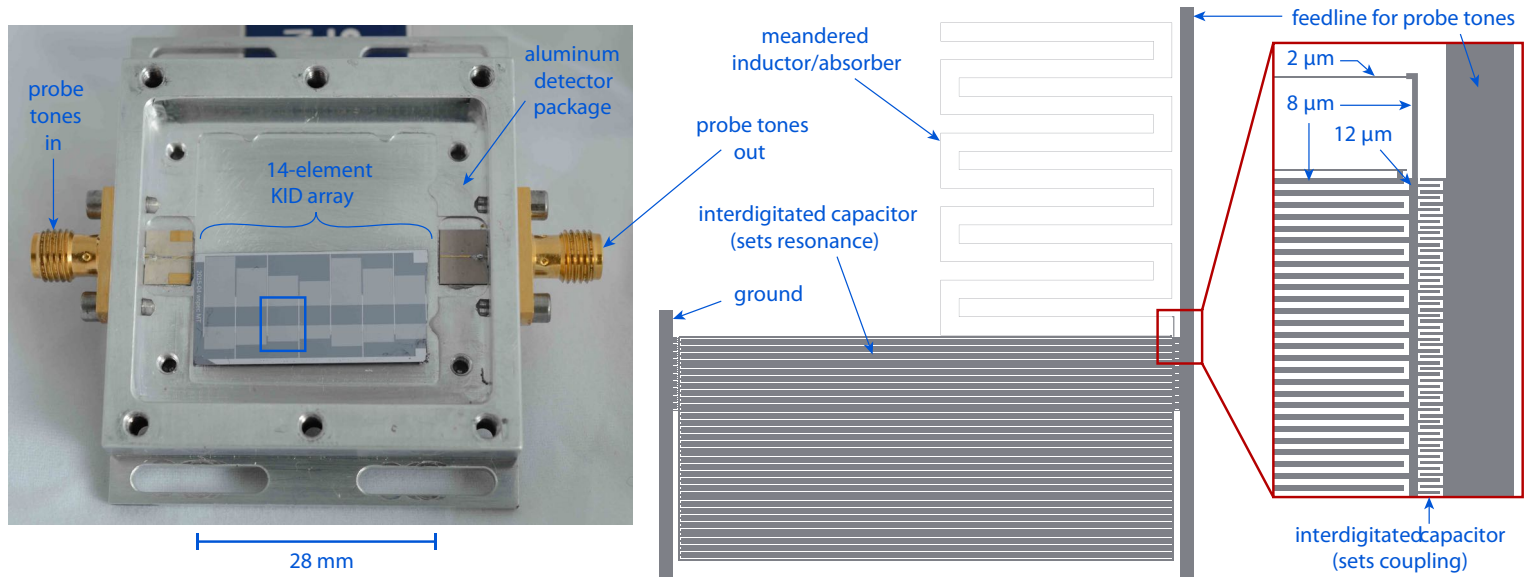 probe
tones
in
aluminum
detector
package
14-element
KID array
probe tones
out
28 mm
meandered
inductor/absorber
interdigitated capacitor
(sets resonance)
ground
feedline for probe tones
2 μm
8 μm
12 μm
interdigitated capacitor
(sets coupling)